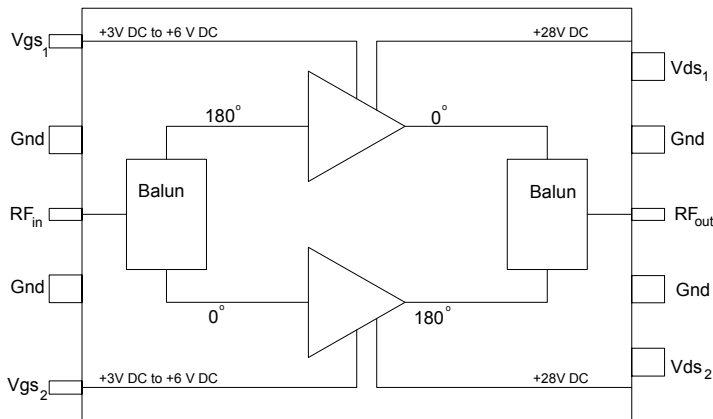 Vgs1 +3V DC to +6 V DC +28V DC
Vds1
180° 0°
Gnd Gnd
Balun Balun
RFin RFout
Gnd Gnd
0° 180°
Vds2
Vgs2 +3V DC to +6 V DC +28V DC